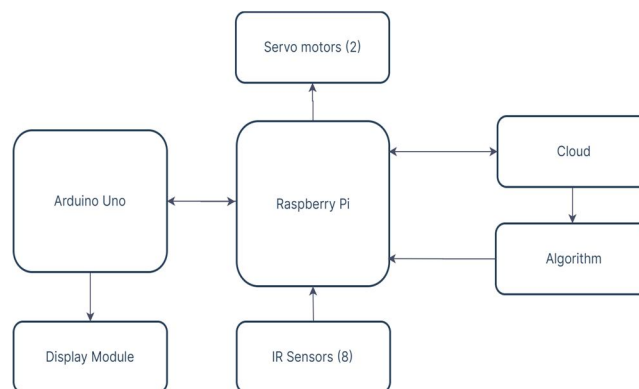 Servo motors (2)
Arduino Uno
Raspberry Pi
Cloud
Algorithm
Display Module
IR Sensors (8)